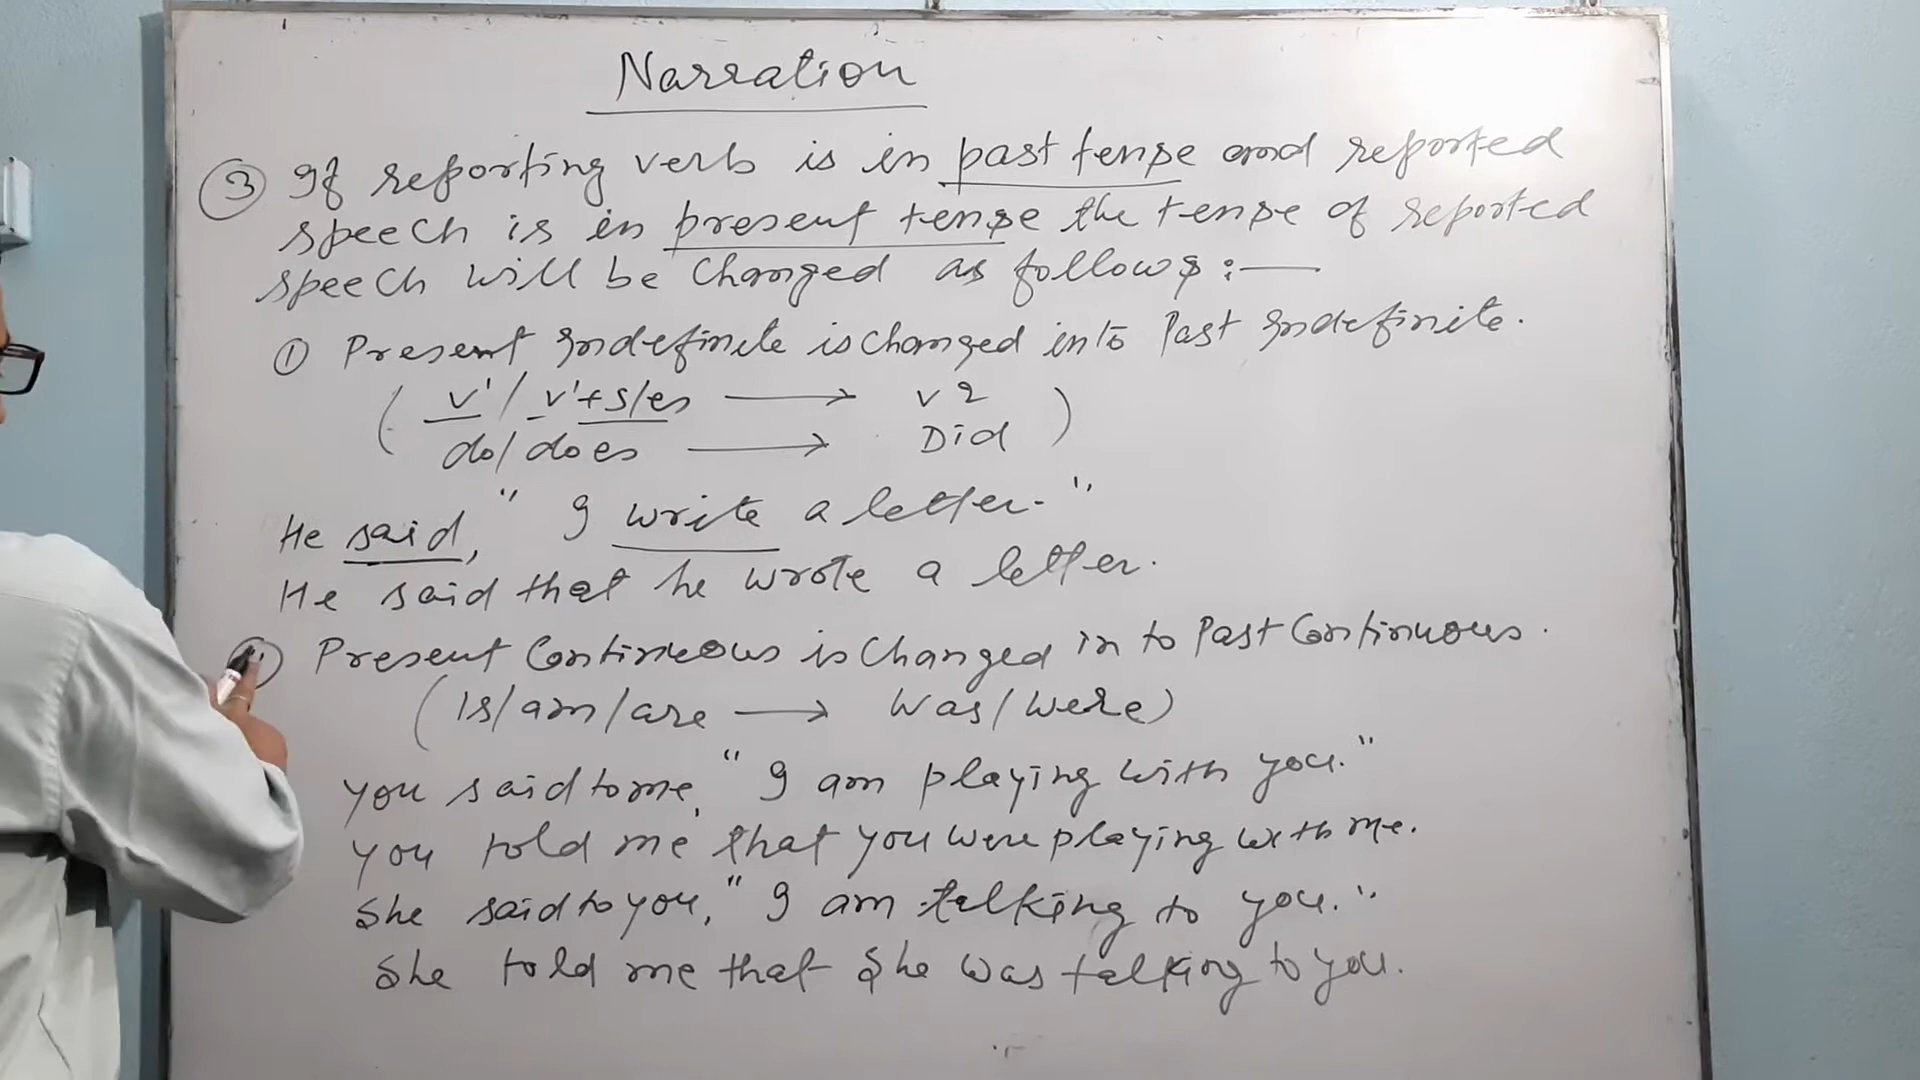 Narration
③ If reporting verb is in past tense and reported
speech is in present tense the tense of reported
speech will be changed as follows :—
① Present Indefinite is changed into Past Indefinite.
( v¹ / v¹+s/es ⟶ v2 )
do/does ⟶ Did
He said, "I write a letter."
He said that he wrote a letter.
Present Continuous is changed in to Past Continuous.
(Is/am/are ⟶ Was/were)
You said to me, "I am playing with you."
You told me that you were playing with me.
She said to you, "I am talking to you."
She told me that she was talking to you.